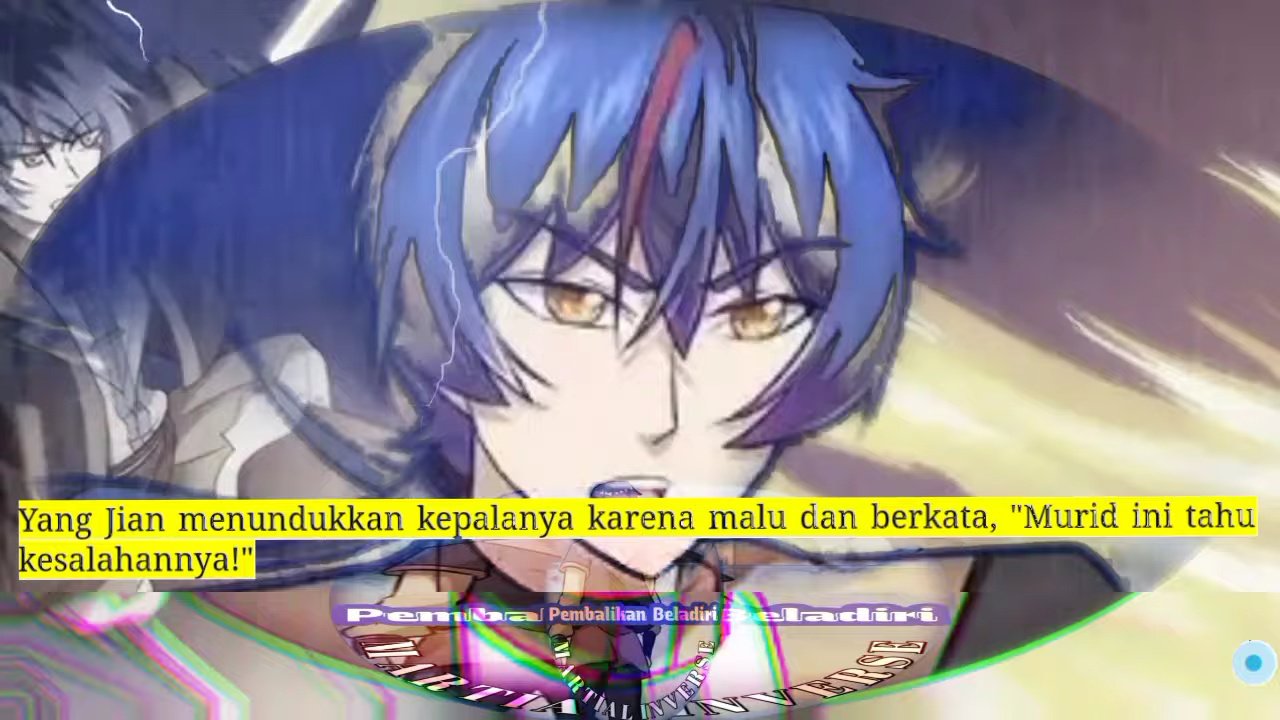 Yang Jian menundukkan kepalanya karena malu dan berkata, "Murid ini tahu
kesalahannya!"
Pembalikan Beladiri
MARTIAL INVERSE